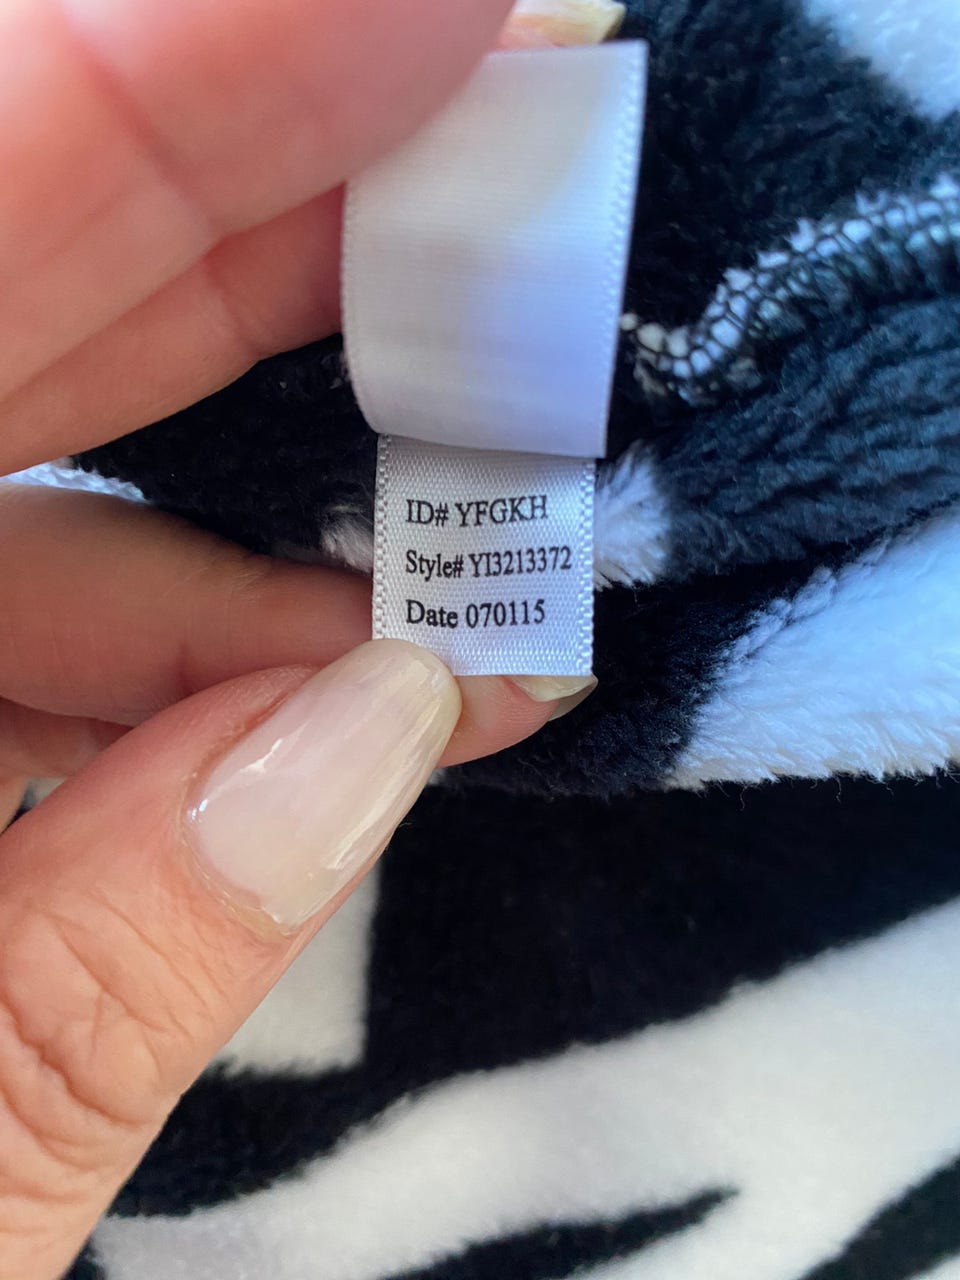 ID# YFGKH
Style# YI3213372
Date 070115